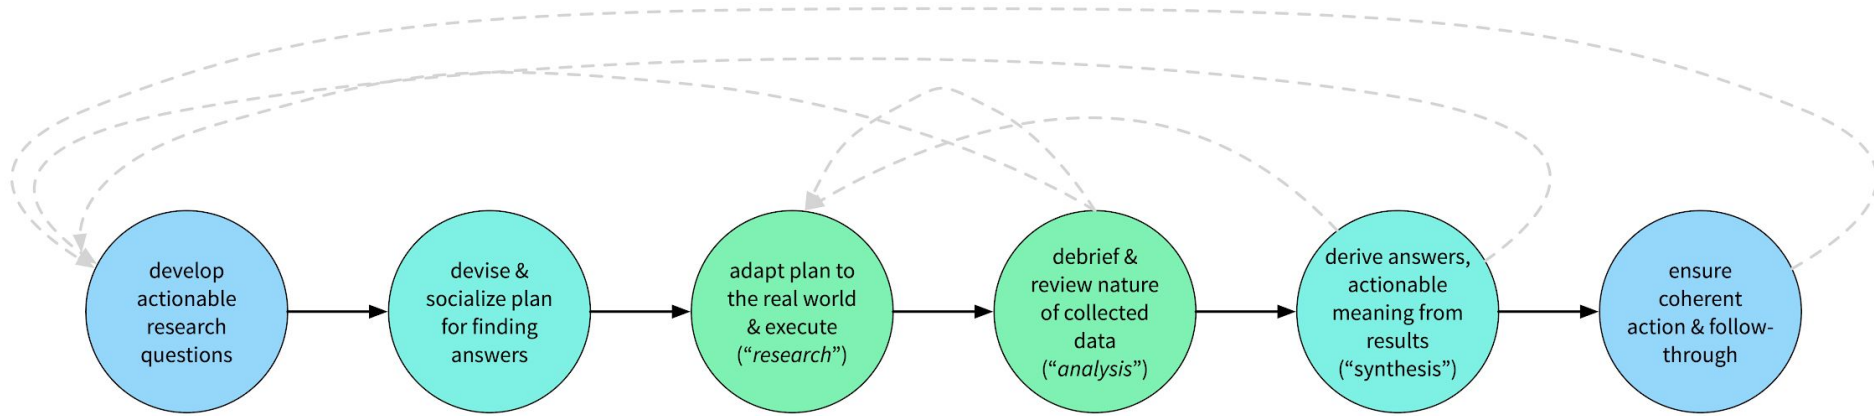 develop
actionable
research
questions
devise &
socialize plan
for finding
answers
adapt plan to
the real world
& execute
(“research”)
debrief &
review nature
of collected
data
(“analysis”)
derive answers,
actionable
meaning from
results
(“synthesis”)
ensure
coherent
action & follow-
through